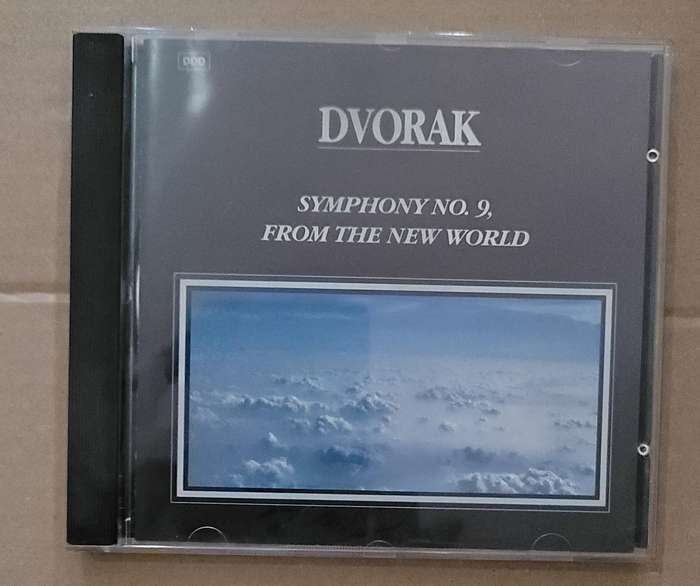 DDD
DVORAK
SYMPHONY NO. 9,
FROM THE NEW WORLD